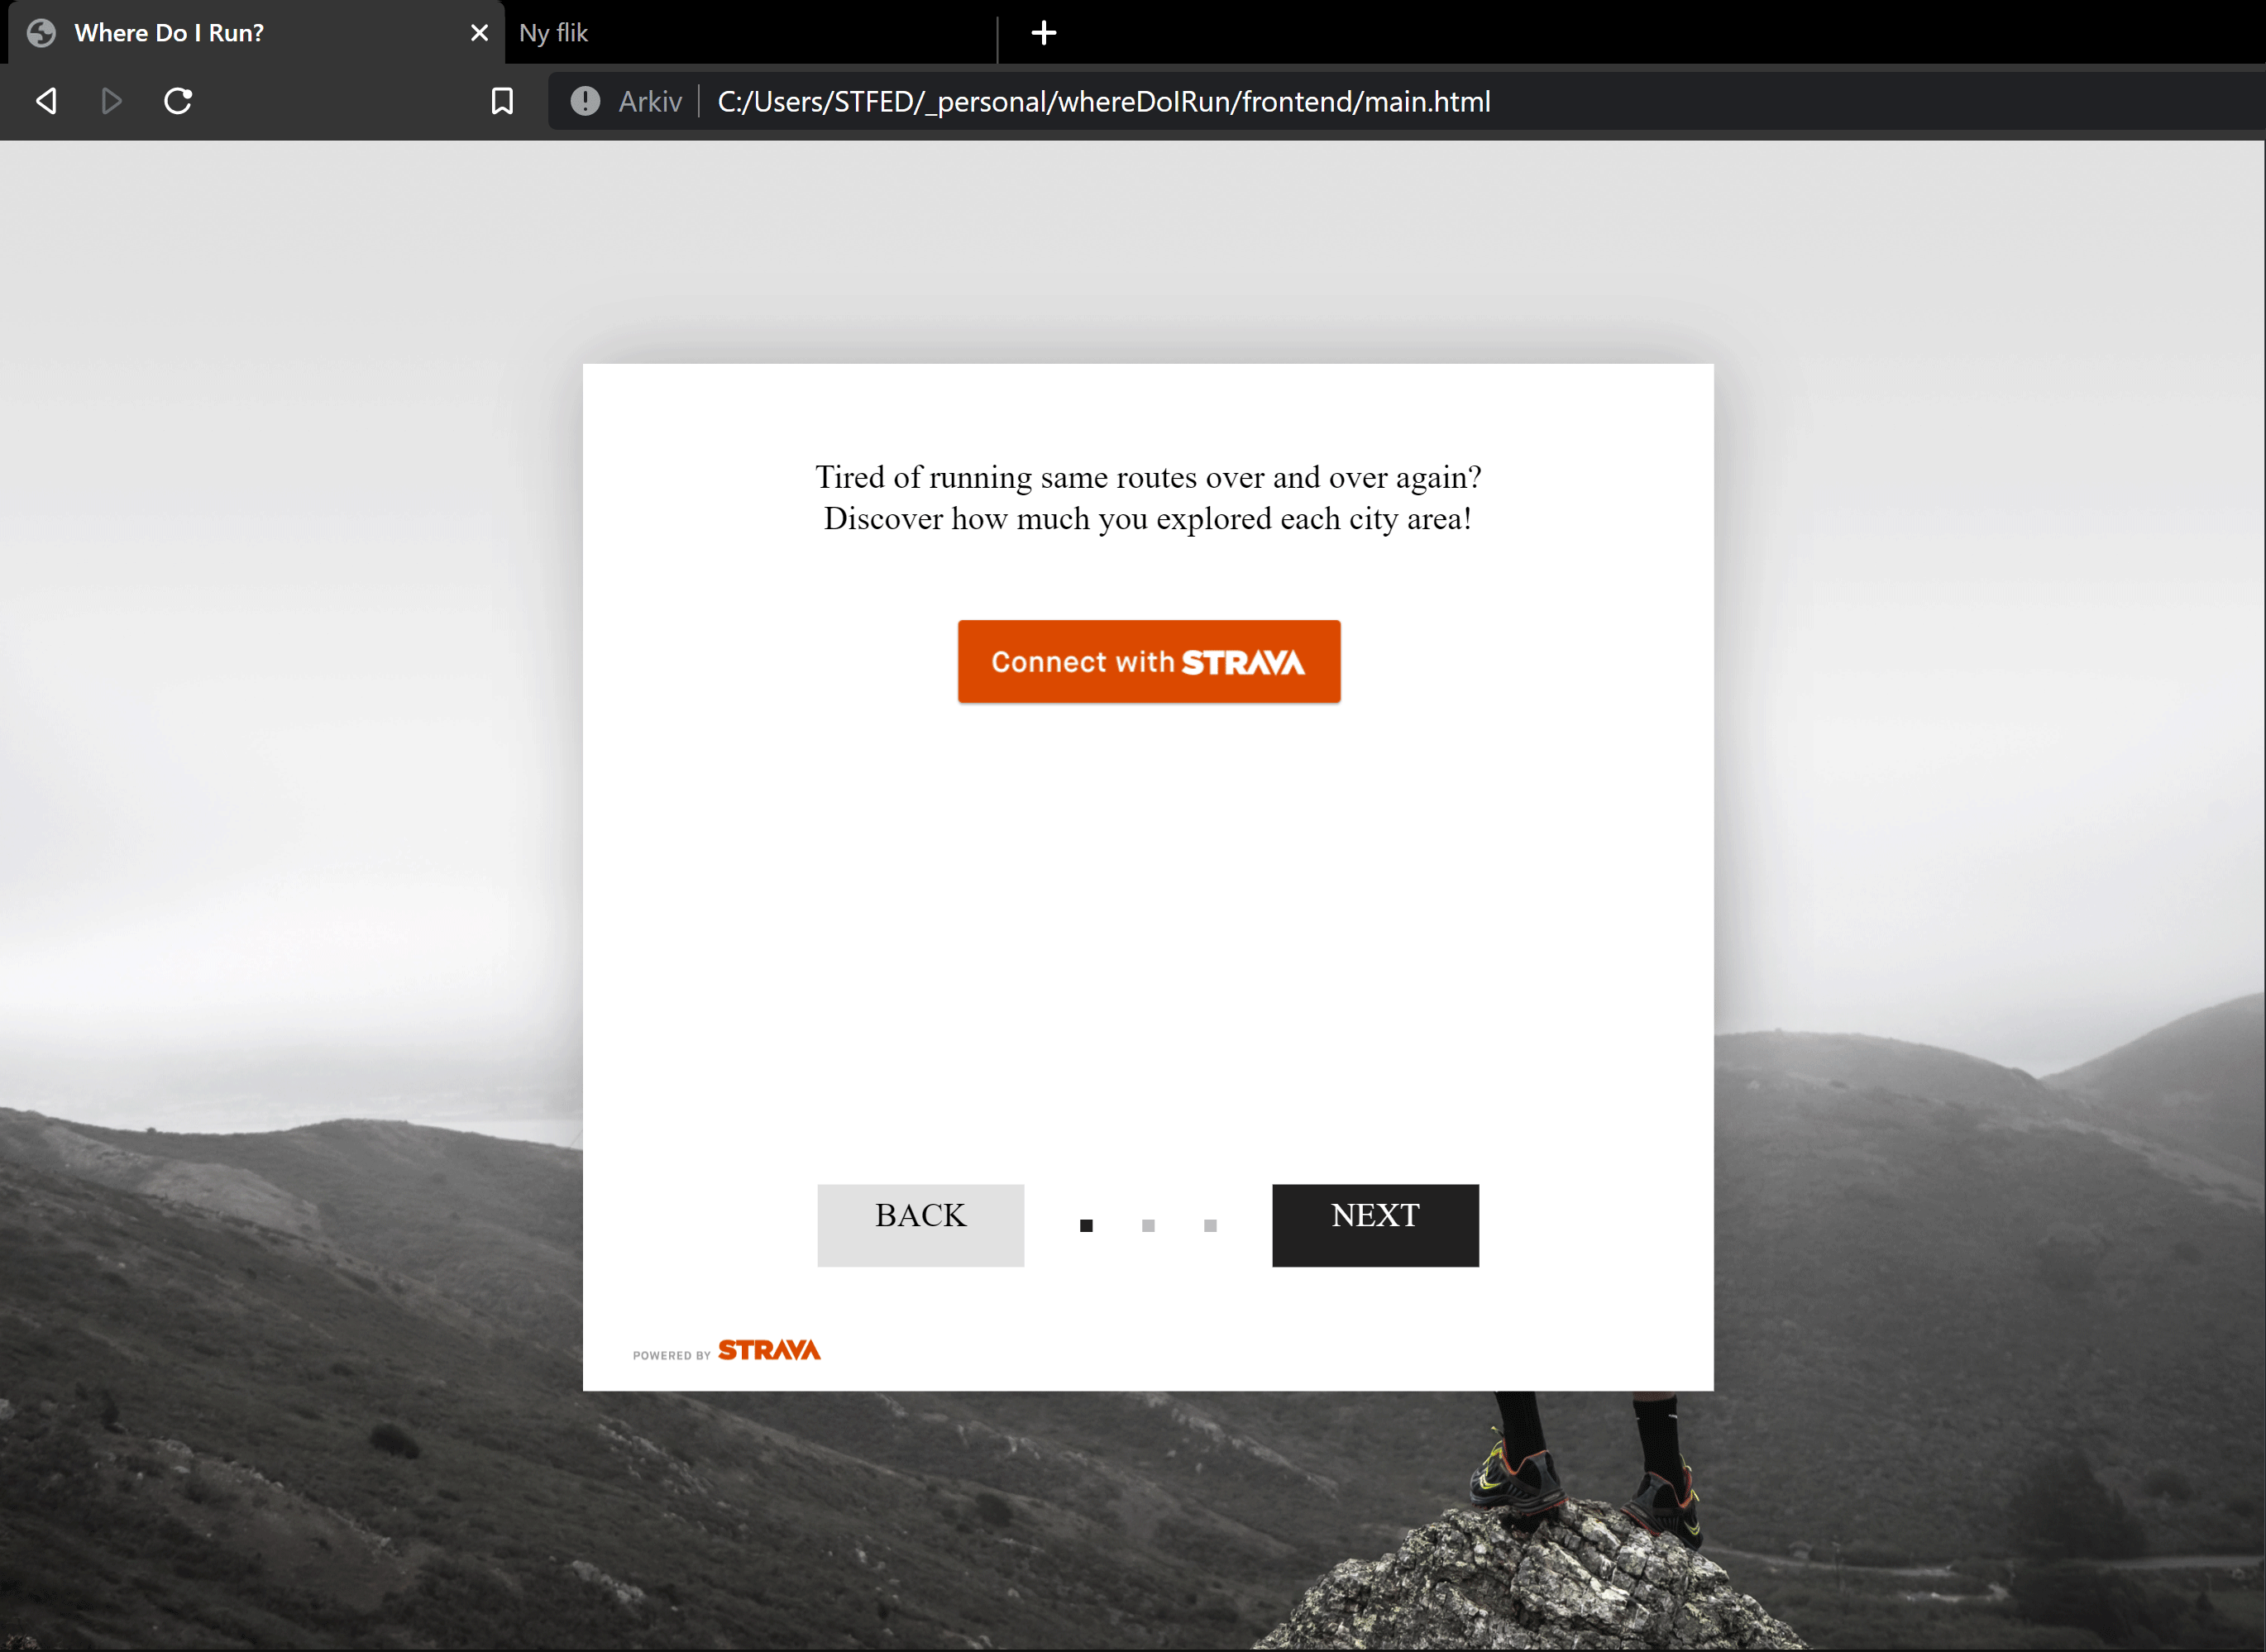 Where Do I Run?
Ny flik
Arkiv C:/Users/STFED/_personal/whereDoIRun/frontend/main.html
Tired of running same routes over and over again?
Discover how much you explored each city area!
Connect with STRAVA
BACK
NEXT
POWERED BY STRAVA